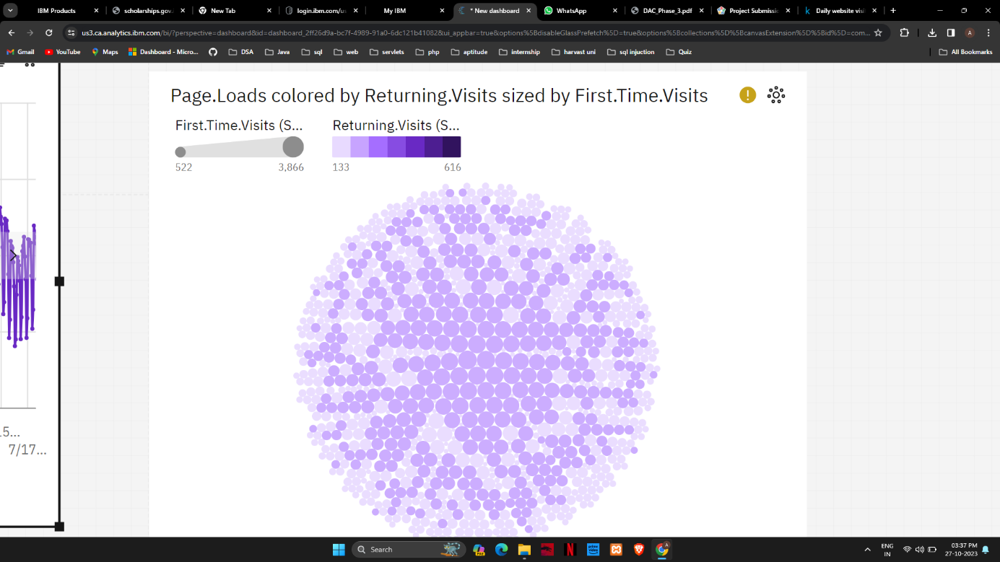 IBM Products
scholarships.gov.
New Tab
login.ibm.com/us
My IBM
* New dashboard
WhatsApp
DAC_Phase_3.pdf
Project Submissio
Daily website visi
us3.ca.analytics.ibm.com/bi/?perspective=dashboard&id=dashboard_2ff26d9a-bc7f-4989-91a0-6dc121b41082&ui_appbar=true&options%5BdisableGlassPrefetch%5D=true&options%5Bcollections%5D%5BcanvasExtension%5D%5Bid%5D=com...
A
Gmail
YouTube
Maps
Dashboard - Micro...
DSA
Java
sql
web
servlets
php
aptitude
internship
harvast uni
sql injuction
Quiz
All Bookmarks
Page.Loads colored by Returning.Visits sized by First.Time.Visits
First.Time.Visits (S...
522
3,866
Returning.Visits (S...
133
616
15...
7/17...
Search
ENG
IN
03:37 PM
27-10-2023